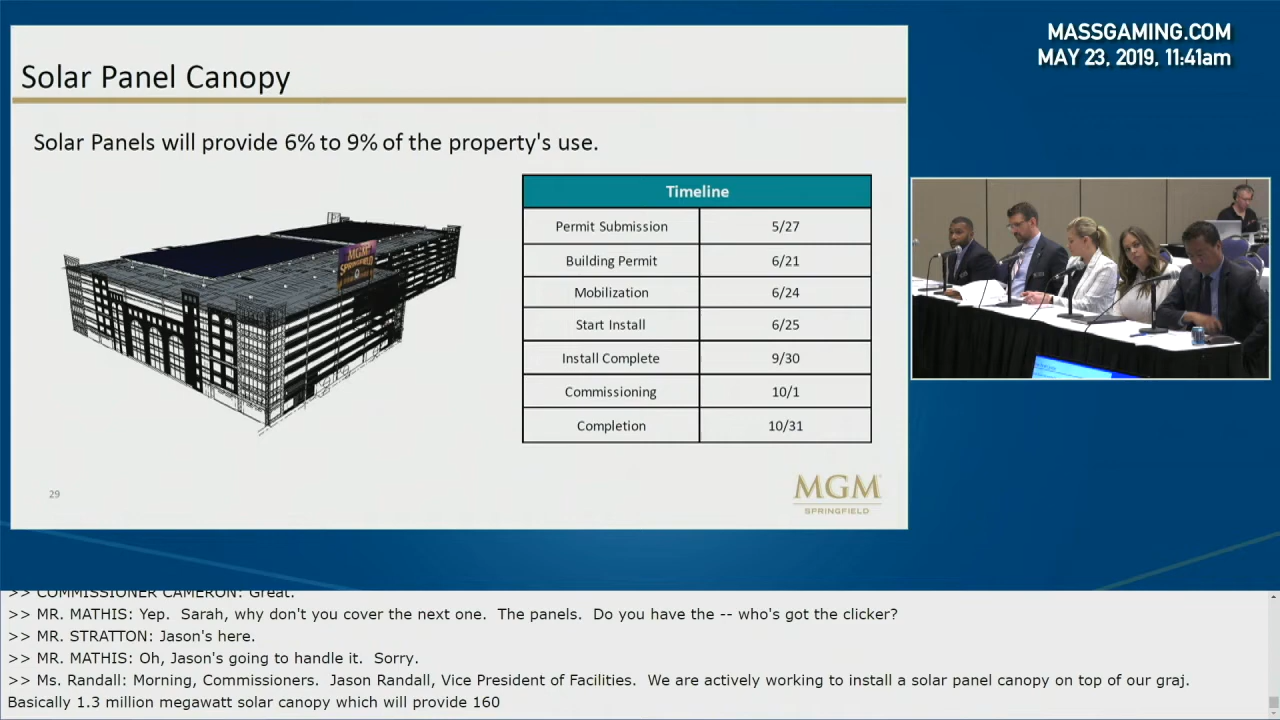 MASSGAMING.COM
MAY 23, 2019, 11:41am
Solar Panel Canopy
Solar Panels will provide 6% to 9% of the property's use.
Timeline
Permit Submission 5/27
Building Permit 6/21
Mobilization 6/24
Start Install 6/25
Install Complete 9/30
Commissioning 10/1
Completion 10/31
MGM
SPRINGFIELD
29
MGM
SPRINGFIELD
>> COMMISSIONER CAMERON: Great.
>> MR. MATHIS: Yep. Sarah, why don't you cover the next one. The panels. Do you have the -- who's got the clicker?
>> MR. STRATTON: Jason's here.
>> MR. MATHIS: Oh, Jason's going to handle it. Sorry.
>> Ms. Randall: Morning, Commissioners. Jason Randall, Vice President of Facilities. We are actively working to install a solar panel canopy on top of our graj.
Basically 1.3 million megawatt solar canopy which will provide 160